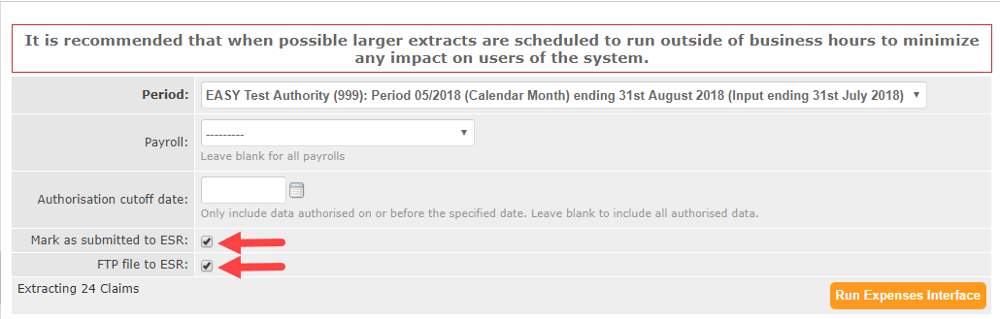 It is recommended that when possible larger extracts are scheduled to run outside of business hours to minimize
any impact on users of the system.
Period: EASY Test Authority (999): Period 05/2018 (Calendar Month) ending 31st August 2018 (Input ending 31st July 2018)
Payroll: ---------
Leave blank for all payrolls
Authorisation cutoff date:
Only include data authorised on or before the specified date. Leave blank to include all authorised data.
Mark as submitted to ESR:
FTP file to ESR:
Extracting 24 Claims Run Expenses Interface